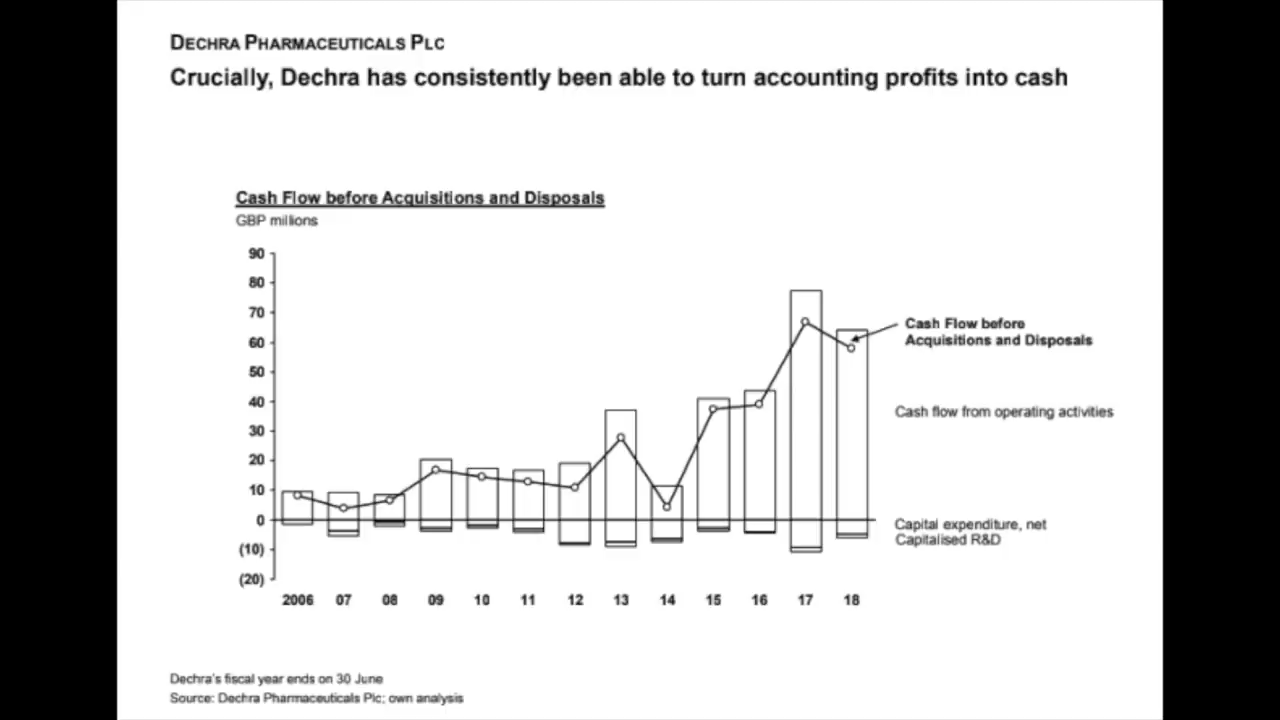 DECHRA PHARMACEUTICALS PLC
Crucially, Dechra has consistently been able to turn accounting profits into cash
Cash Flow before Acquisitions and Disposals
GBP millions
90
80
70
60
50
40
30
20
10
0
(10)
(20)
Cash Flow before
Acquisitions and Disposals
Cash flow from operating activities
Capital expenditure, net
Capitalised R&D
2006 07 08 09 10 11 12 13 14 15 16 17 18
Dechra's fiscal year ends on 30 June
Source: Dechra Pharmaceuticals Plc; own analysis